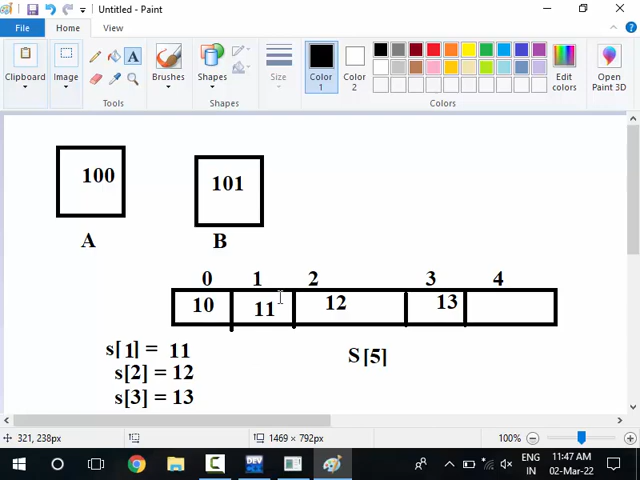 Untitled - Paint
File Home View
Clipboard Image Tools Brushes Shapes Shapes Size Color 1 Color 2 Colors Edit colors Open Paint 3D
100 101
A B
0 1 2 3 4
10 11 12 13
s[1] = 11
S[5]
s[2] = 12
s[3] = 13
321, 238px 1469 × 792px 100%
DEV
11:47 AM
ENG IN 02-Mar-22